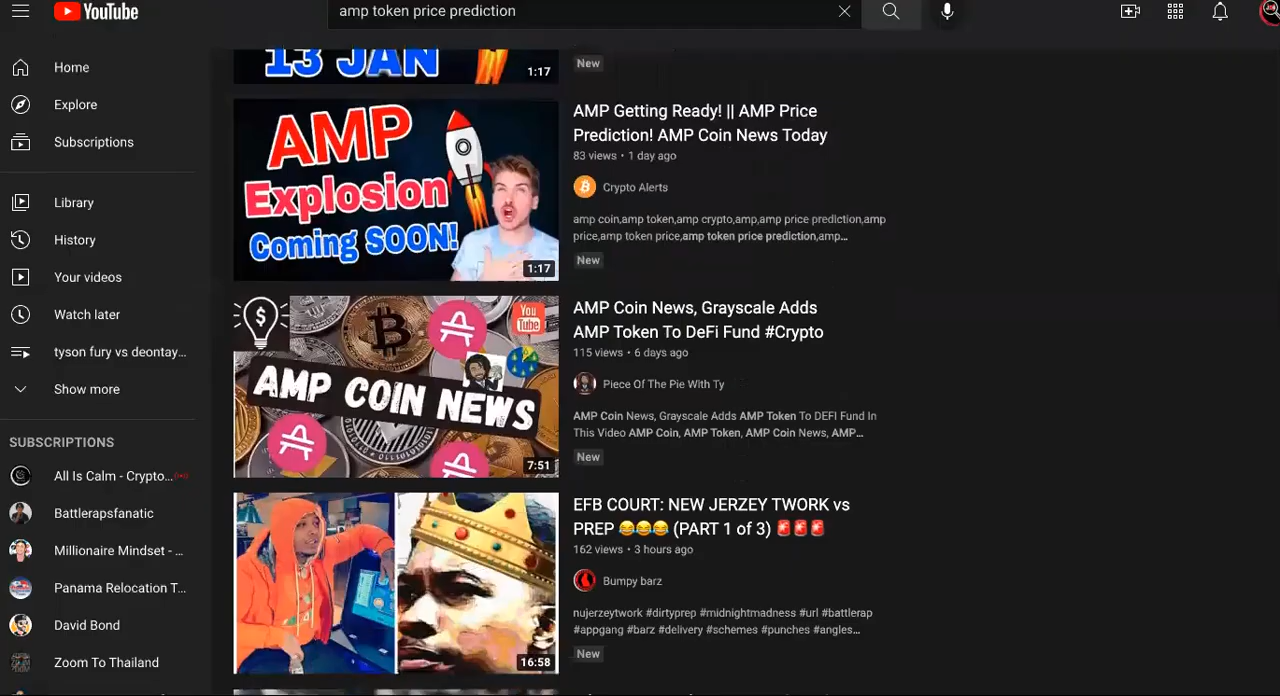 YouTube
amp token price prediction
Home
Explore
Subscriptions
Library
History
Your videos
Watch later
tyson fury vs deontay...
Show more
SUBSCRIPTIONS
All Is Calm - Crypto...
Battlerapsfanatic
Millionaire Mindset - ...
Panama Relocation T...
David Bond
Zoom To Thailand
13 JAN
1:17
New
AMP
Explosion
Coming SOON!
1:17
AMP Getting Ready! || AMP Price
Prediction! AMP Coin News Today
83 views • 1 day ago
Crypto Alerts
amp coin,amp token,amp crypto,amp,amp price prediction,amp
price,amp token price,amp token price prediction,amp...
New
You
Tube
AMP COIN NEWS
7:51
AMP Coin News, Grayscale Adds
AMP Token To DeFi Fund #Crypto
115 views • 6 days ago
Piece Of The Pie With Ty
AMP Coin News, Grayscale Adds AMP Token To DEFI Fund In
This Video AMP Coin, AMP Token, AMP Coin News, AMP...
New
16:58
EFB COURT: NEW JERZEY TWORK vs
PREP 😂😂😂 (PART 1 of 3) 🚨🚨🚨
162 views • 3 hours ago
Bumpy barz
nujerzeytwork #dirtyprep #midnightmadness #url #battlerap
#appgang #barz #delivery #schemes #punches #angles...
New